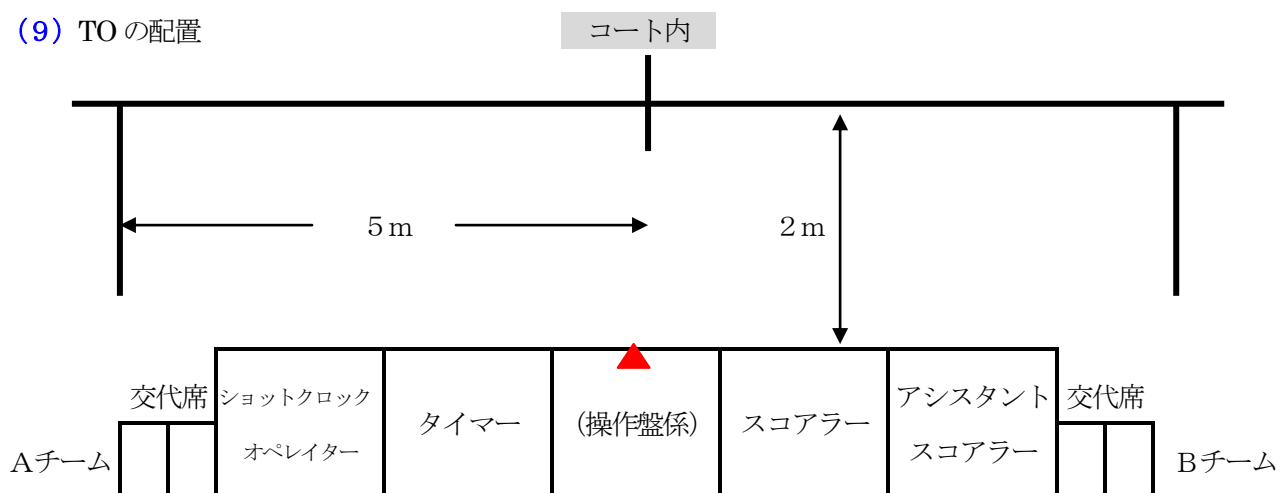 (9) TO の配置
コート内
5m
2m
交代席
ショットクロック
オペレイター
タイマー
(操作盤係)
スコアラー
アシスタント
スコアラー
交代席
Aチーム
Bチーム